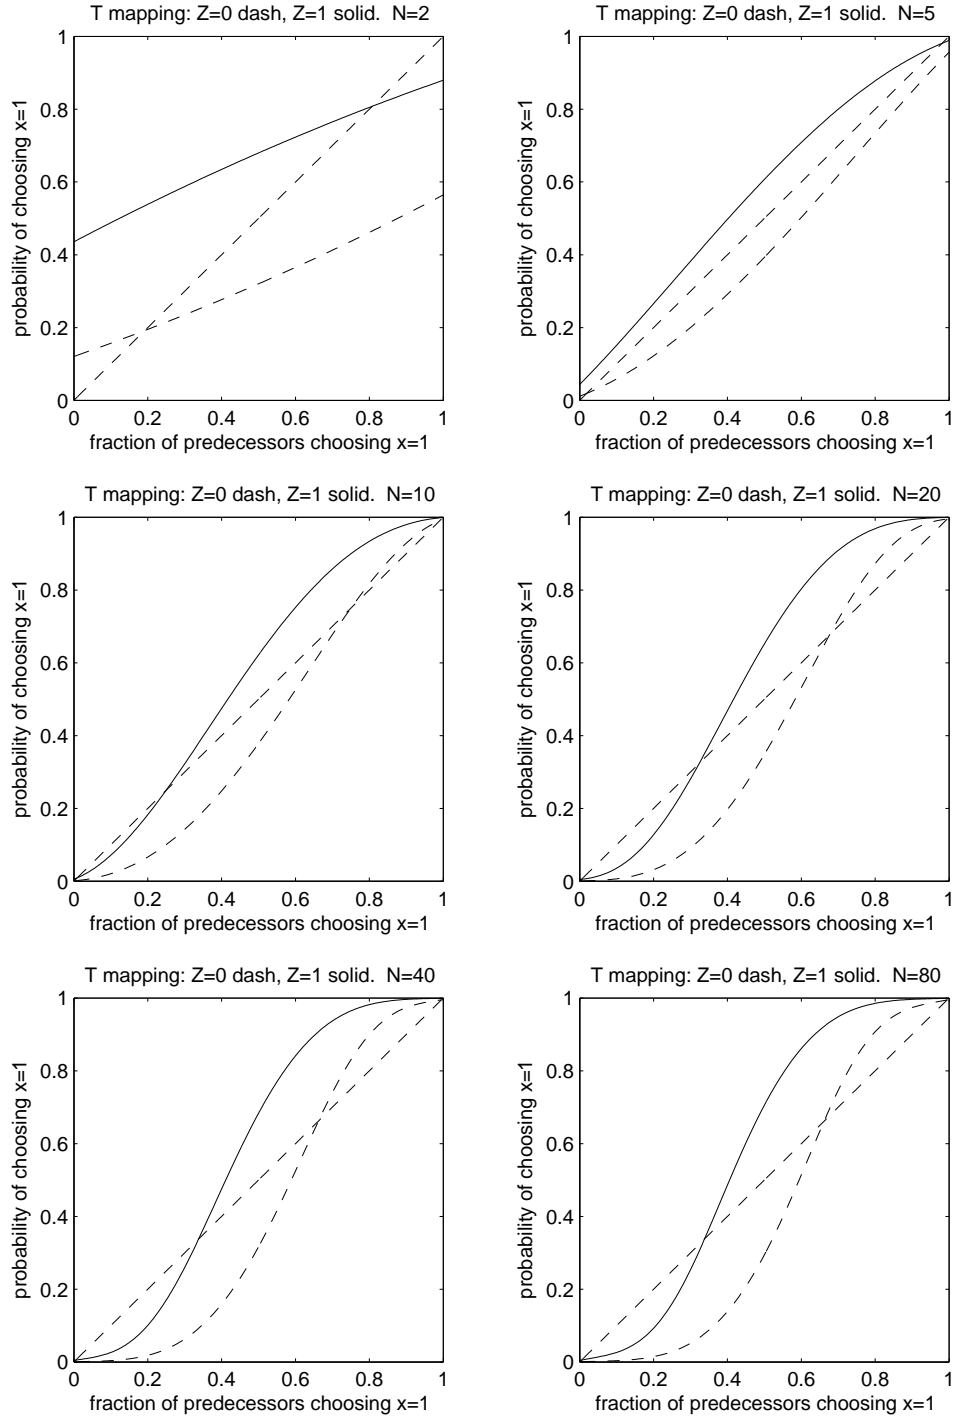 T mapping: Z=0 dash, Z=1 solid. N=2
probability of choosing x=1
1
0.8
0.6
0.4
0.2
0
0 0.2 0.4 0.6 0.8 1
fraction of predecessors choosing x=1
T mapping: Z=0 dash, Z=1 solid. N=5
probability of choosing x=1
1
0.8
0.6
0.4
0.2
0
0 0.2 0.4 0.6 0.8 1
fraction of predecessors choosing x=1
T mapping: Z=0 dash, Z=1 solid. N=10
probability of choosing x=1
1
0.8
0.6
0.4
0.2
0
0 0.2 0.4 0.6 0.8 1
fraction of predecessors choosing x=1
T mapping: Z=0 dash, Z=1 solid. N=20
probability of choosing x=1
1
0.8
0.6
0.4
0.2
0
0 0.2 0.4 0.6 0.8 1
fraction of predecessors choosing x=1
T mapping: Z=0 dash, Z=1 solid. N=40
probability of choosing x=1
1
0.8
0.6
0.4
0.2
0
0 0.2 0.4 0.6 0.8 1
fraction of predecessors choosing x=1
T mapping: Z=0 dash, Z=1 solid. N=80
probability of choosing x=1
1
0.8
0.6
0.4
0.2
0
0 0.2 0.4 0.6 0.8 1
fraction of predecessors choosing x=1